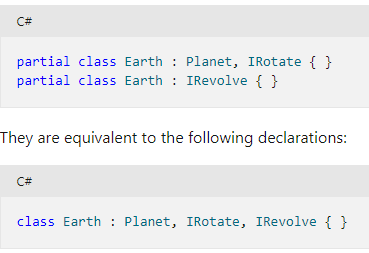 C#
partial class Earth : Planet, IRotate { }
partial class Earth : IRevolve { }
They are equivalent to the following declarations:
C#
class Earth : Planet, IRotate, IRevolve { }